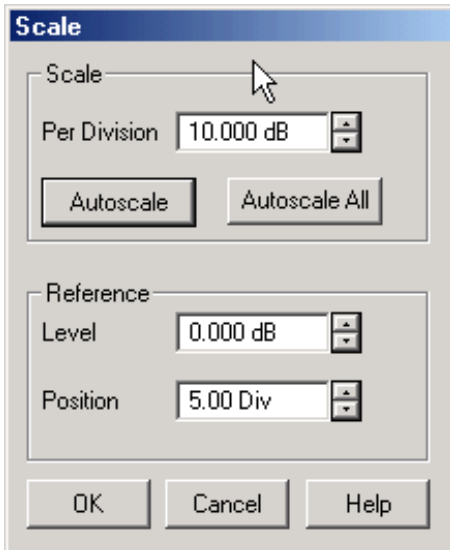 Scale
Scale
Per Division 10.000 dB
Autoscale Autoscale All
Reference
Level 0.000 dB
Position 5.00 Div
OK Cancel Help